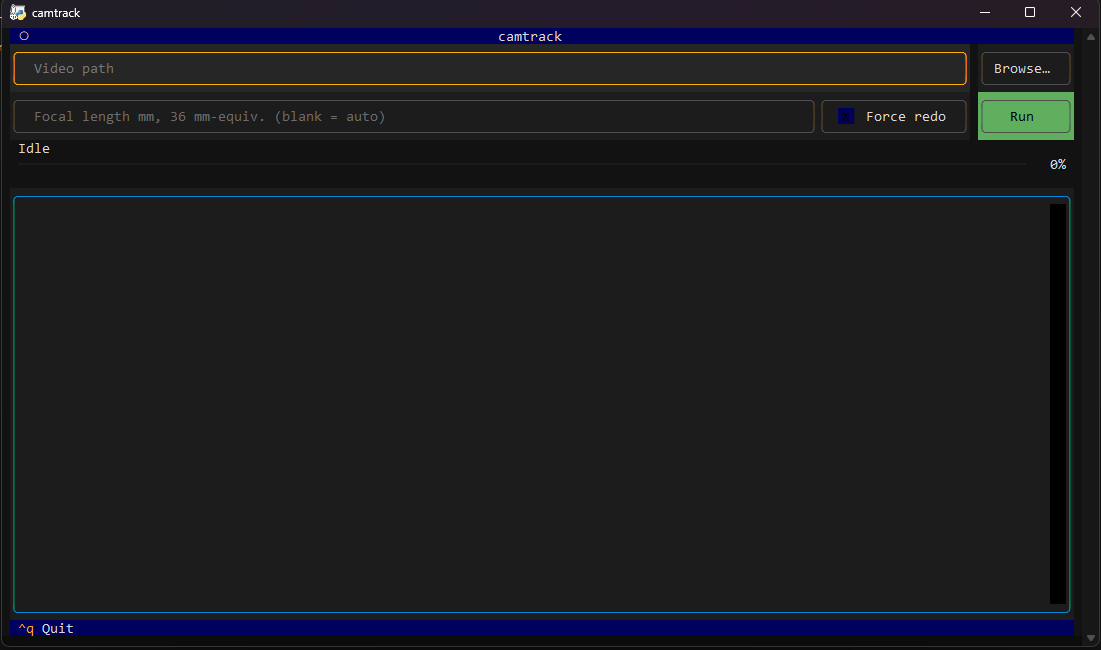 camtrack
camtrack
Video path
Browse…
Focal length mm, 36 mm-equiv. (blank = auto)
X Force redo
Run
Idle
0%
^q Quit